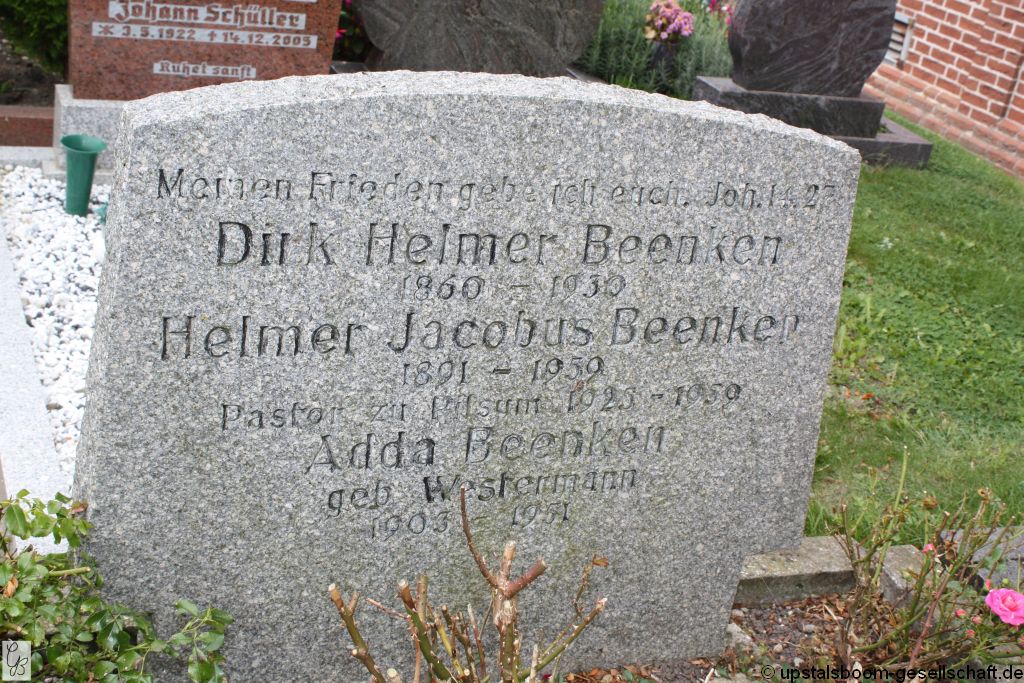 Johann Schüller
* 3.5.1922 † 14.12.2005
Ruhet sanft
Meinen Frieden gebe ich euch. Joh.14.27
Dirk Helmer Beenken
1860 - 1930
Helmer Jacobus Beenken
1891 - 1959
Pastor zu Pilsum 1925 - 1959
Adda Beenken
geb. Westermann
1903 - 1951
© upstalsboom-gesellschaft.de